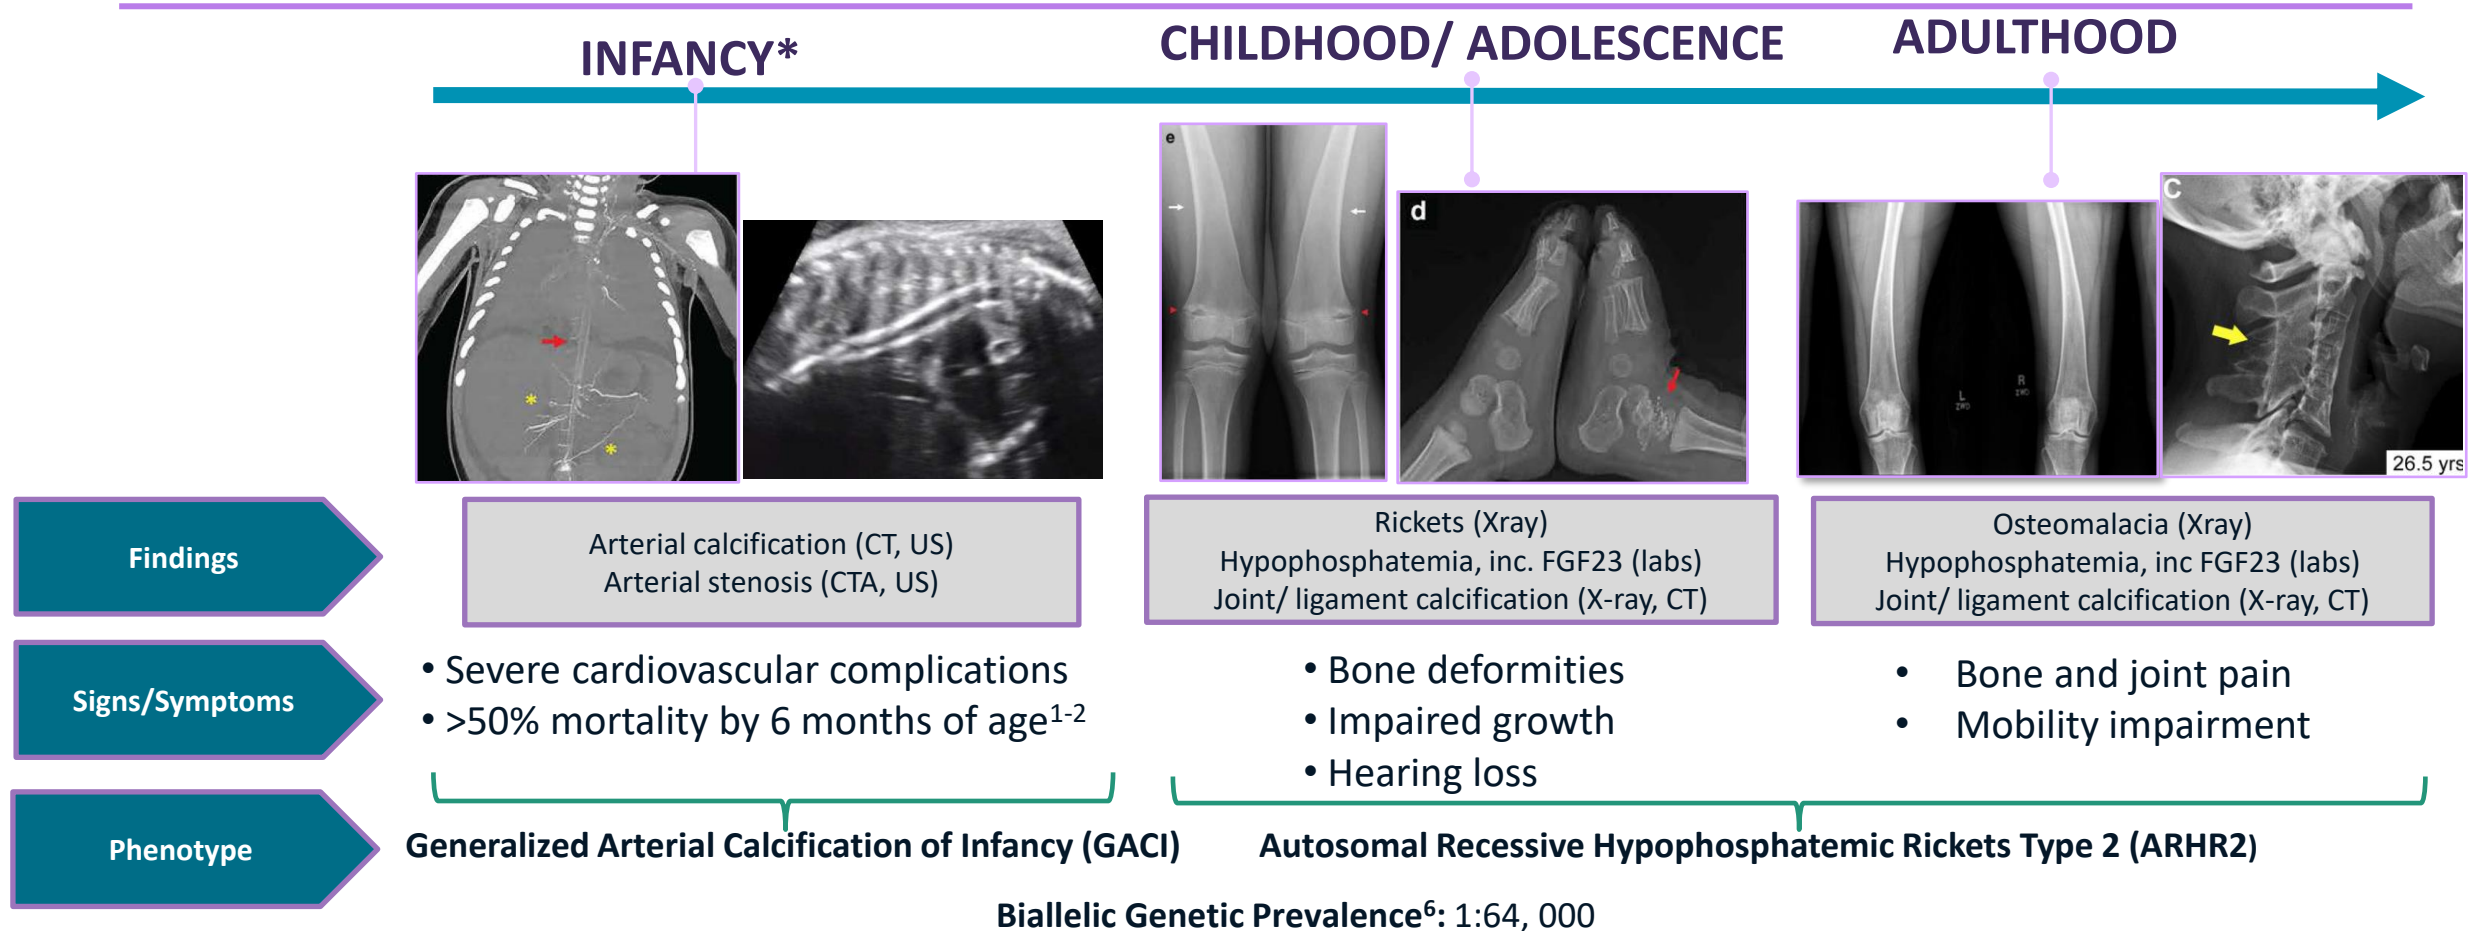 INFANCY*
CHILDHOOD/ ADOLESCENCE
ADULTHOOD
e
d
L
ZWD
R
ZWD
C
26.5 yrs
Findings
Arterial calcification (CT, US)
Arterial stenosis (CTA, US)
Rickets (Xray)
Hypophosphatemia, inc. FGF23 (labs)
Joint/ ligament calcification (X-ray, CT)
Osteomalacia (Xray)
Hypophosphatemia, inc FGF23 (labs)
Joint/ ligament calcification (X-ray, CT)
Signs/Symptoms
• Severe cardiovascular complications
• >50% mortality by 6 months of age1-2
• Bone deformities
• Impaired growth
• Hearing loss
• Bone and joint pain
• Mobility impairment
Phenotype
Generalized Arterial Calcification of Infancy (GACI)
Autosomal Recessive Hypophosphatemic Rickets Type 2 (ARHR2)
Biallelic Genetic Prevalence6: 1:64, 000